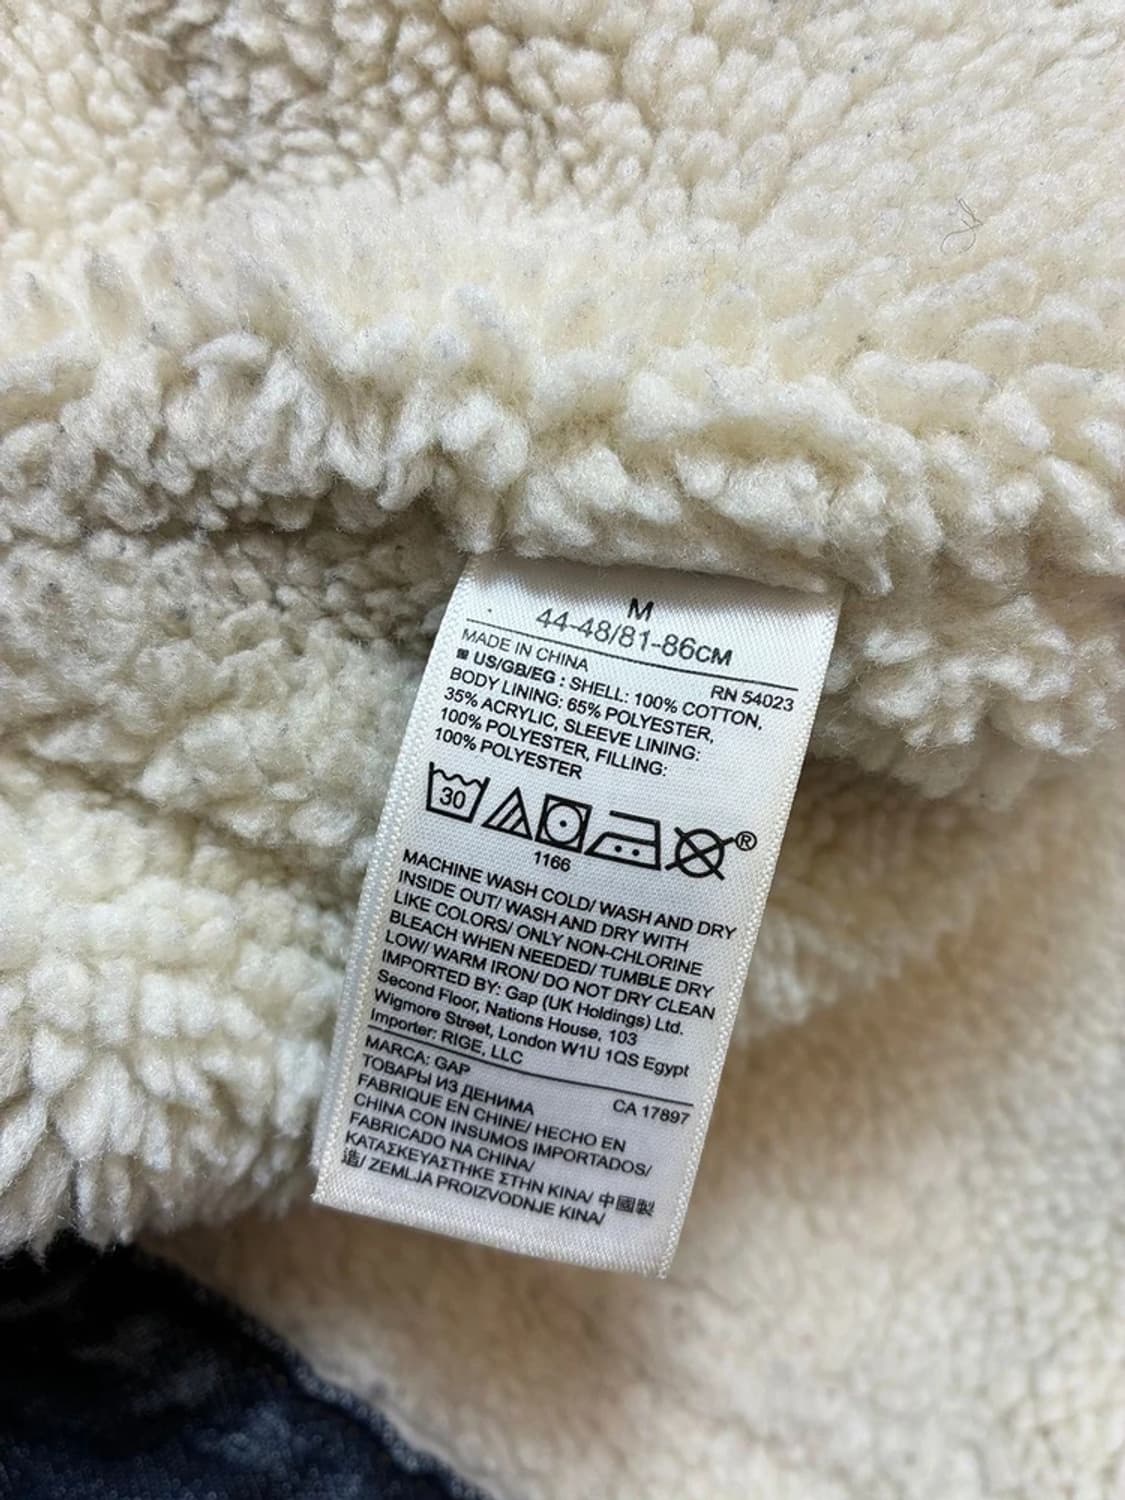 M
44-48/81-86CM
MADE IN CHINA
RN 54023
US/GB/EG : SHELL: 100% COTTON,
BODY LINING: 65% POLYESTER,
35% ACRYLIC, SLEEVE LINING:
100% POLYESTER, FILLING:
100% POLYESTER
30
®
1166
MACHINE WASH COLD/ WASH AND DRY
INSIDE OUT/ WASH AND DRY WITH
LIKE COLORS/ ONLY NON-CHLORINE
BLEACH WHEN NEEDED/ TUMBLE DRY
LOW/ WARM IRON/ DO NOT DRY CLEAN
IMPORTED BY: Gap (UK Holdings) Ltd.
Second Floor, Nations House, 103
Wigmore Street, London W1U 1QS Egypt
Importer: RIGE, LLC
MARCA: GAP
CA 17897
ТОВАРЫ ИЗ ДЕНИМА
FABRIQUE EN CHINE/ HECHO EN
CHINA CON INSUMOS IMPORTADOS/
FABRICADO NA CHINA/
ΚΑΤΑΣΚΕΥΑΣΤΗΚΕ ΣΤΗΝ ΚΙΝΑ/ 中國製
造/ ZEMLJA PROIZVODNJE KINA/